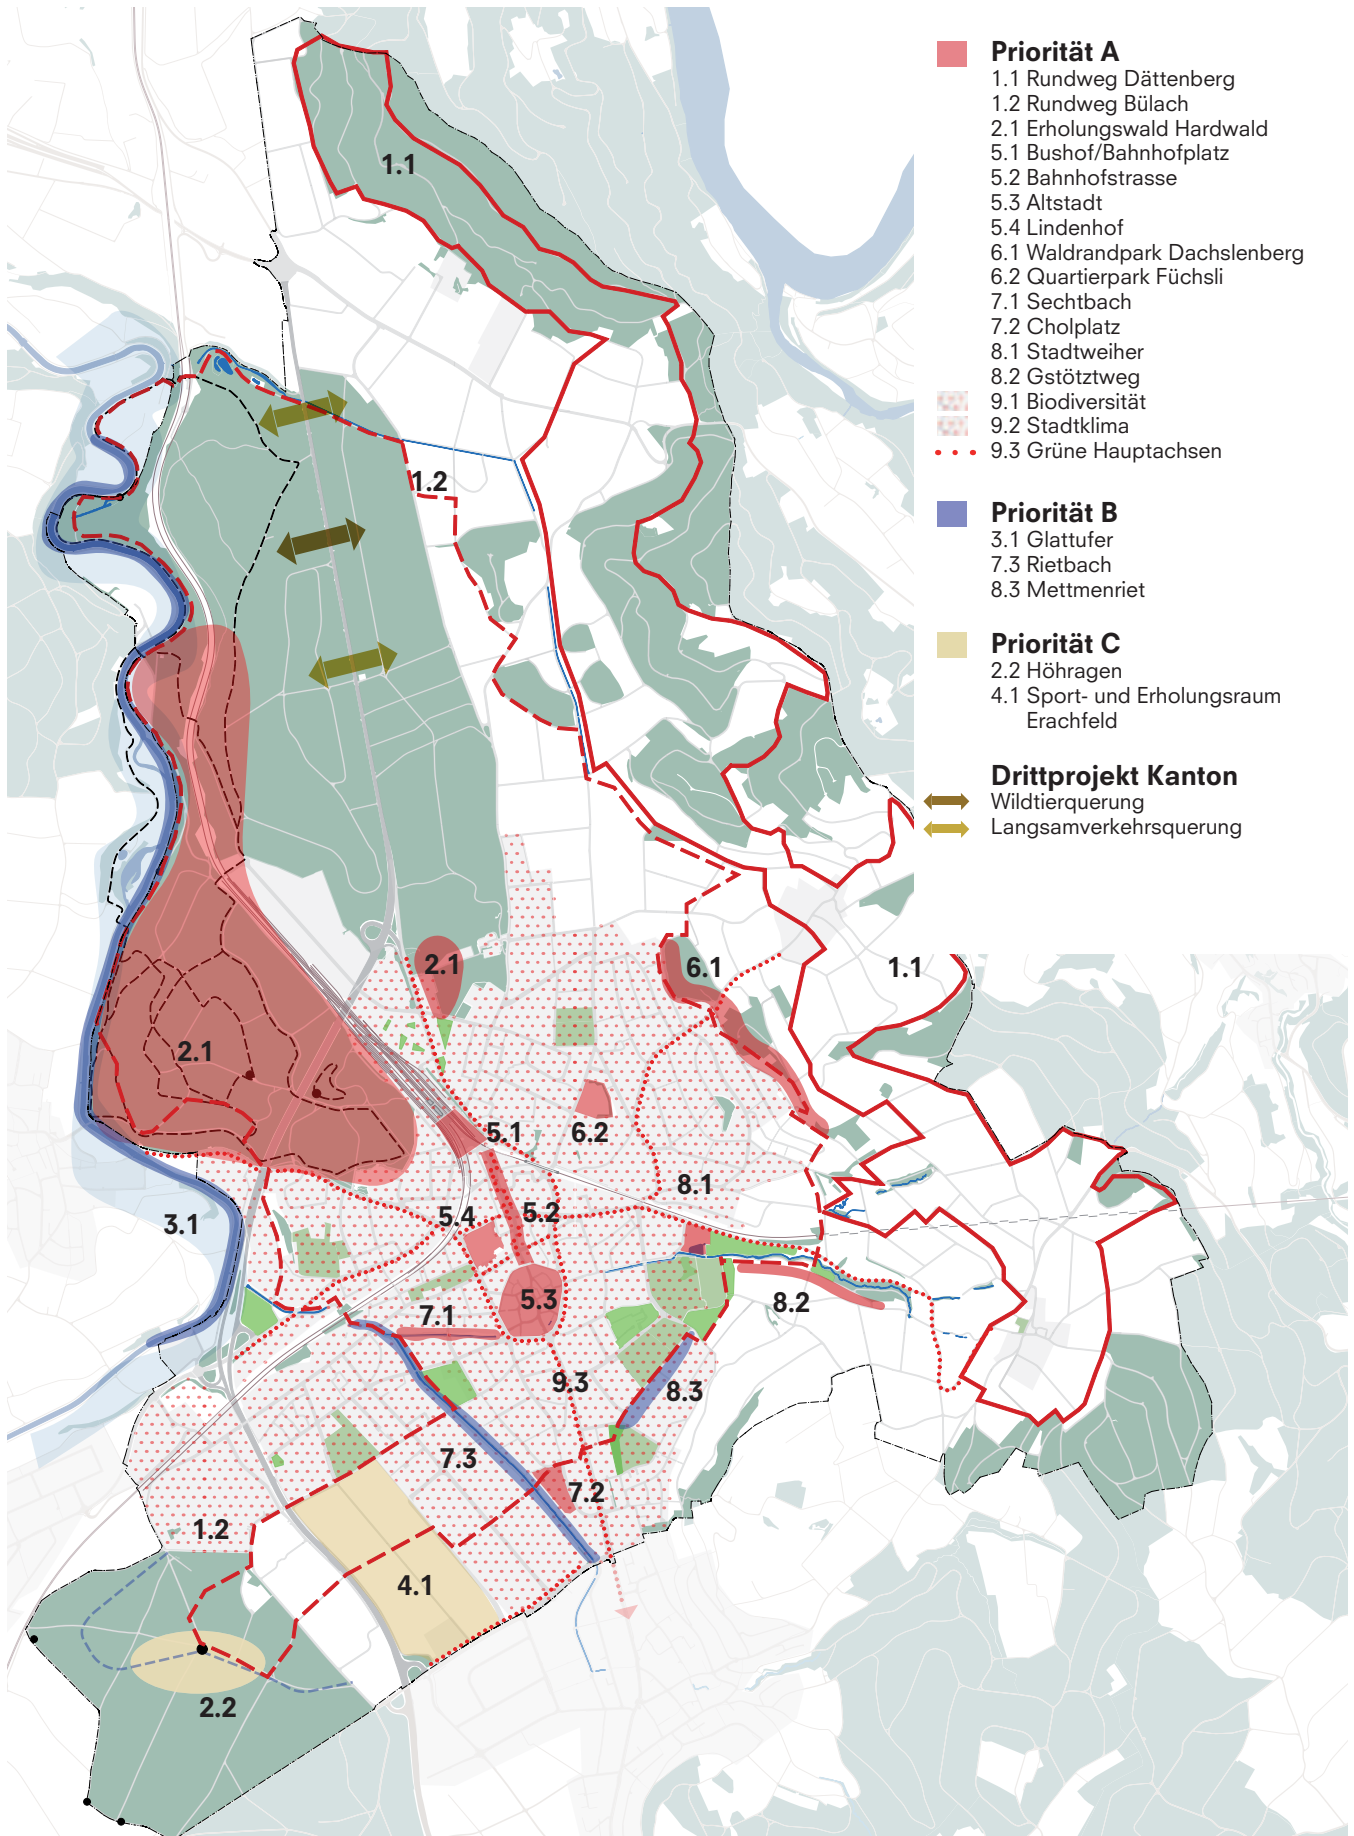 Priorität A
1.1 Rundweg Dättenberg
1.2 Rundweg Bülach
2.1 Erholungswald Hardwald
5.1 Bushof/Bahnhofplatz
5.2 Bahnhofstrasse
5.3 Altstadt
5.4 Lindenhof
6.1 Waldrandpark Dachslenberg
6.2 Quartierpark Füchsli
7.1 Sechtbach
7.2 Cholplatz
8.1 Stadtweiher
8.2 Gstötztweg
9.1 Biodiversität
9.2 Stadtklima
9.3 Grüne Hauptachsen
Priorität B
3.1 Glattufer
7.3 Rietbach
8.3 Mettmenriet
Priorität C
2.2 Höhragen
4.1 Sport- und Erholungsraum
Erachfeld
Drittprojekt Kanton
Wildtierquerung
Langsamverkehrsquerung
1.1
1.2
2.1
6.1
1.1
2.1
5.1
6.2
8.1
5.4
5.2
3.1
5.3
8.2
7.1
9.3
8.3
7.3
7.2
1.2
4.1
2.2